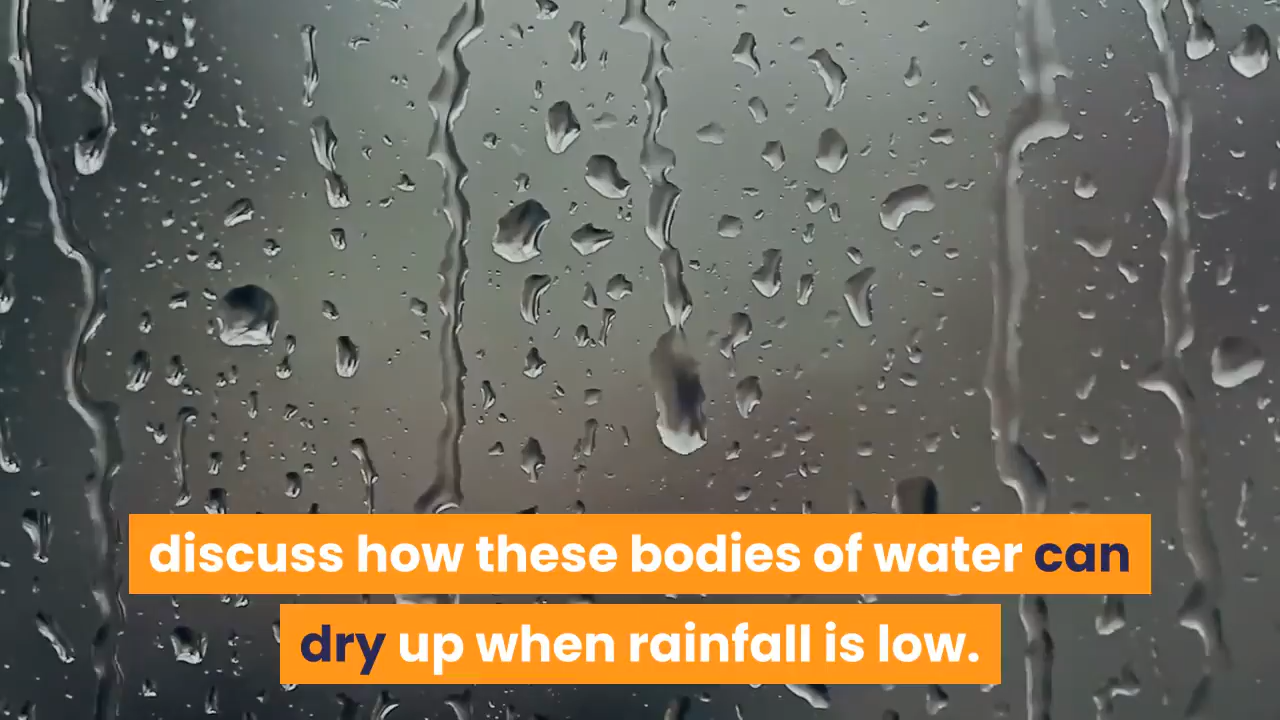 discuss how these bodies of water can
dry up when rainfall is low.